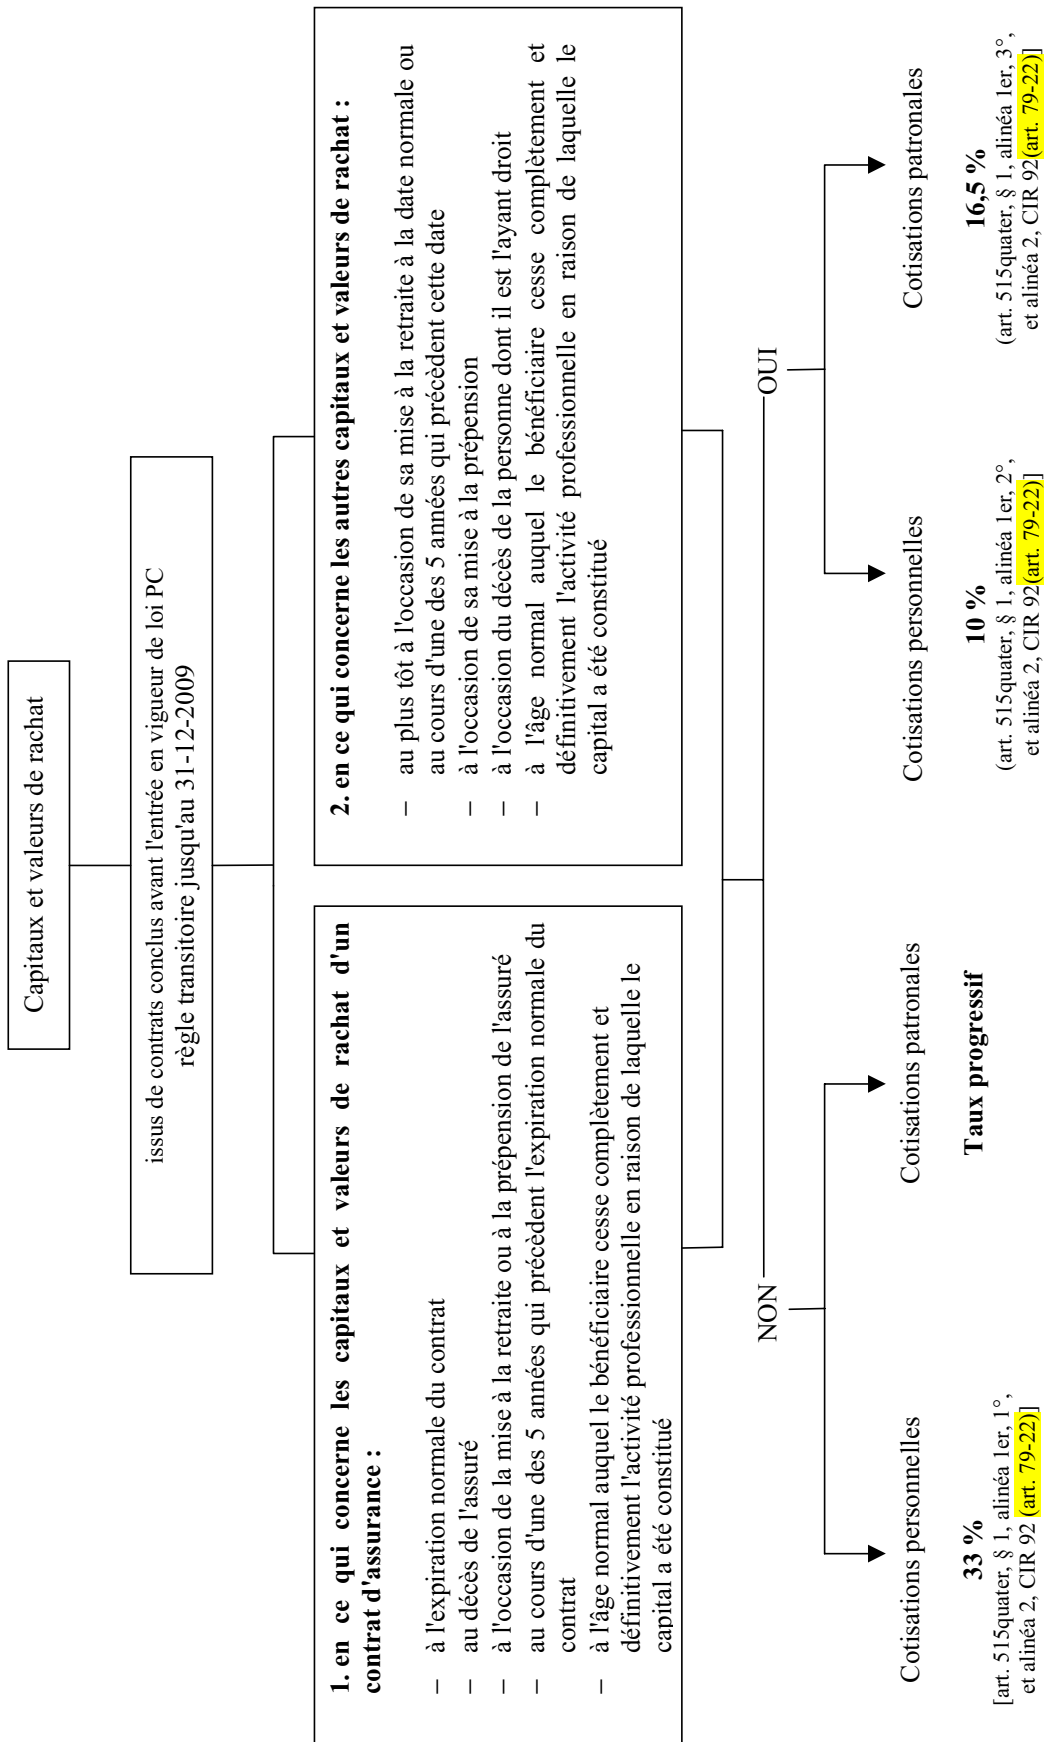 Capitaux et valeurs de rachat
issus de contrats conclus avant l'entrée en vigueur de loi PC
règle transitoire jusqu'au 31-12-2009
1. en ce qui concerne les capitaux et valeurs de rachat d'un
contrat d'assurance :
– à l'expiration normale du contrat
– au décès de l'assuré
– à l'occasion de la mise à la retraite ou à la prépension de l'assuré
– au cours d'une des 5 années qui précèdent l'expiration normale du
contrat
– à l'âge normal auquel le bénéficiaire cesse complètement et
définitivement l'activité professionnelle en raison de laquelle le
capital a été constitué
2. en ce qui concerne les autres capitaux et valeurs de rachat :
– au plus tôt à l'occasion de sa mise à la retraite à la date normale ou
au cours d'une des 5 années qui précèdent cette date
– à l'occasion de sa mise à la prépension
– à l'occasion du décès de la personne dont il est l'ayant droit
– à l'âge normal auquel le bénéficiaire cesse complètement et
définitivement l'activité professionnelle en raison de laquelle le
capital a été constitué
NON
OUI
Cotisations personnelles
33 %
[art. 515quater, § 1, alinéa 1er, 1°,
et alinéa 2, CIR 92 (art. 79-22)]
Cotisations patronales
Taux progressif
Cotisations personnelles
10 %
(art. 515quater, § 1, alinéa 1er, 2°,
et alinéa 2, CIR 92(art. 79-22)]
Cotisations patronales
16,5 %
(art. 515quater, § 1, alinéa 1er, 3°,
et alinéa 2, CIR 92(art. 79-22)]